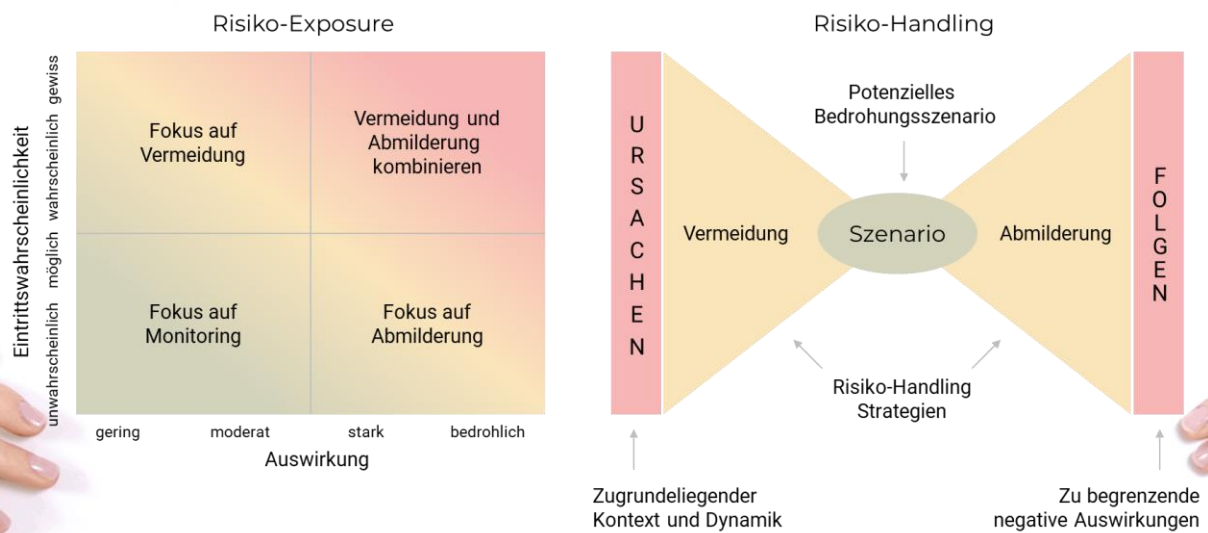 Risiko-Exposure
Eintrittswahrscheinlichkeit
gewiss
wahrscheinlich
möglich
unwahrscheinlich
Fokus auf
Vermeidung
Vermeidung und
Abmilderung
kombinieren
Fokus auf
Monitoring
Fokus auf
Abmilderung
gering moderat stark bedrohlich
Auswirkung
Risiko-Handling
URSACHEN
Vermeidung
Potenzielles
Bedrohungsszenario
Szenario
Abmilderung
FOLGEN
Risiko-Handling
Strategien
Zugrundeliegender
Kontext und Dynamik
Zu begrenzende
negative Auswirkungen